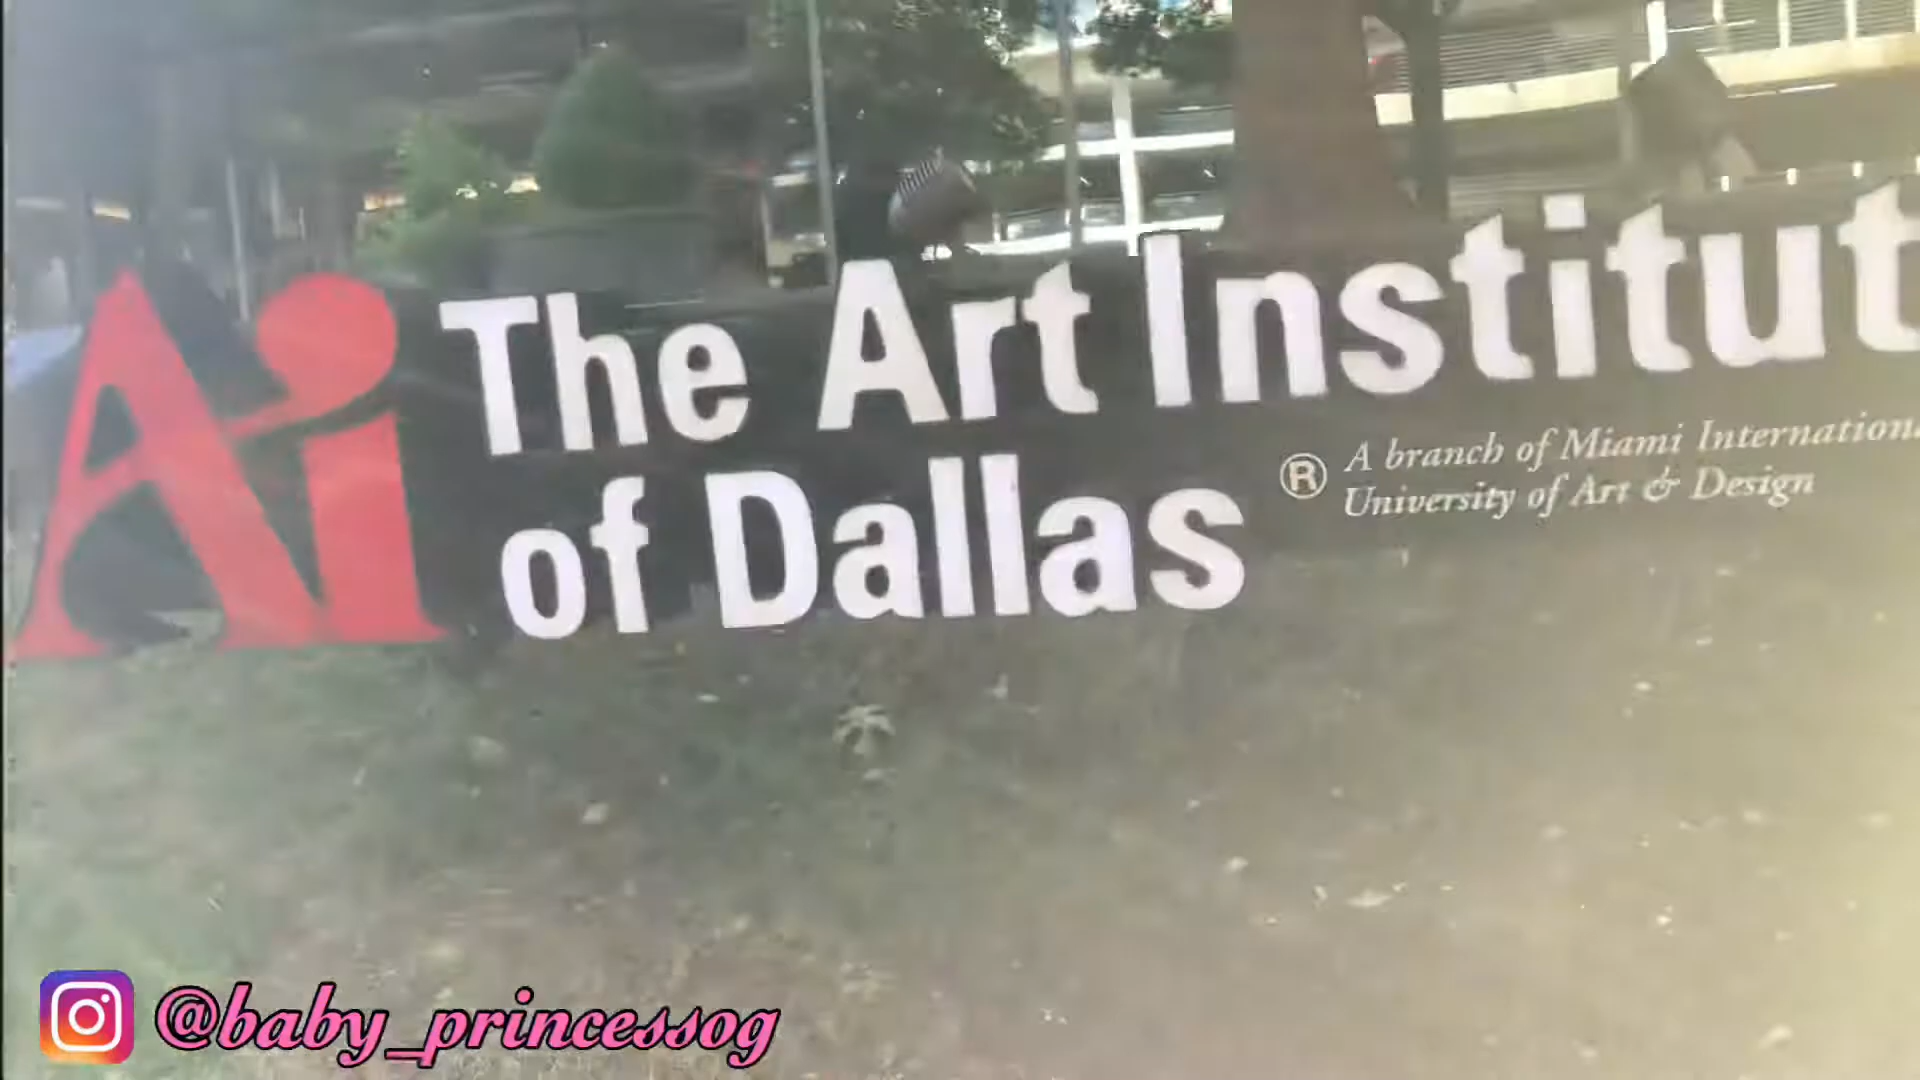 Ai The Art Institut
of Dallas
® A branch of Miami Internationa
University of Art & Design
@baby_princessog